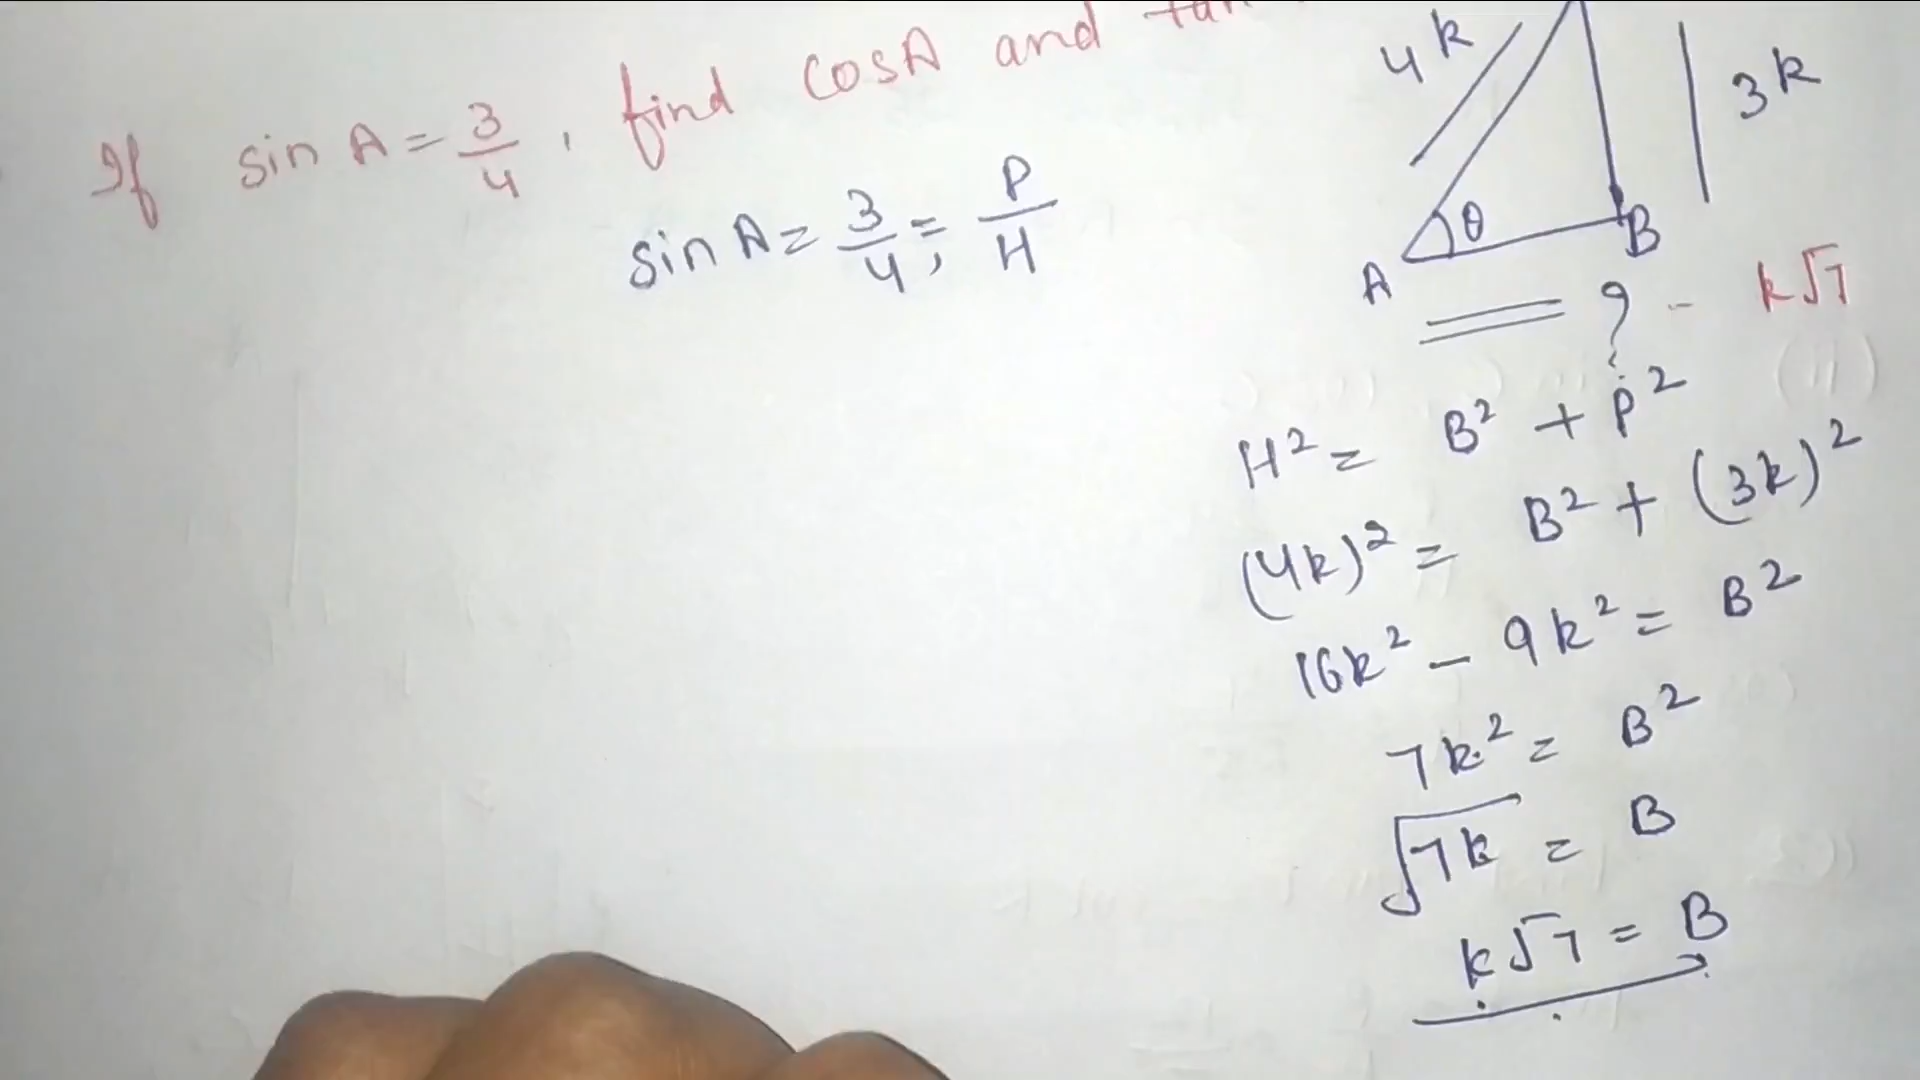 If sin A = 3/4, find cosA and tan
sin A = 3/4, = P/H
4k
3k
θ
A
B
? - k√7
H² = B² + P²
(4k)² = B² + (3k)²
16k² - 9k² = B²
7k² = B²
√7k = B
k√7 = B